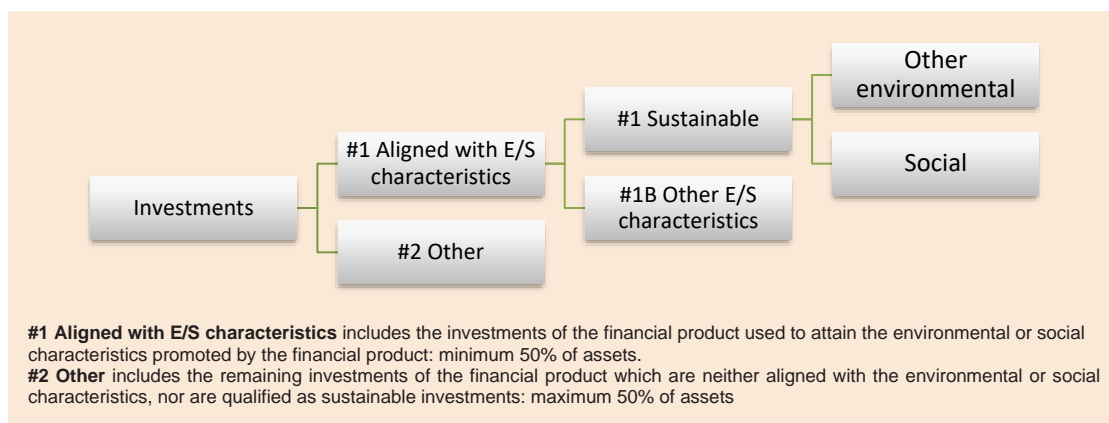 Other
environmental
#1 Sustainable
#1 Aligned with E/S
characteristics
Social
Investments
#1B Other E/S
characteristics
#2 Other
#1 Aligned with E/S characteristics includes the investments of the financial product used to attain the environmental or social
characteristics promoted by the financial product: minimum 50% of assets.
#2 Other includes the remaining investments of the financial product which are neither aligned with the environmental or social
characteristics, nor are qualified as sustainable investments: maximum 50% of assets